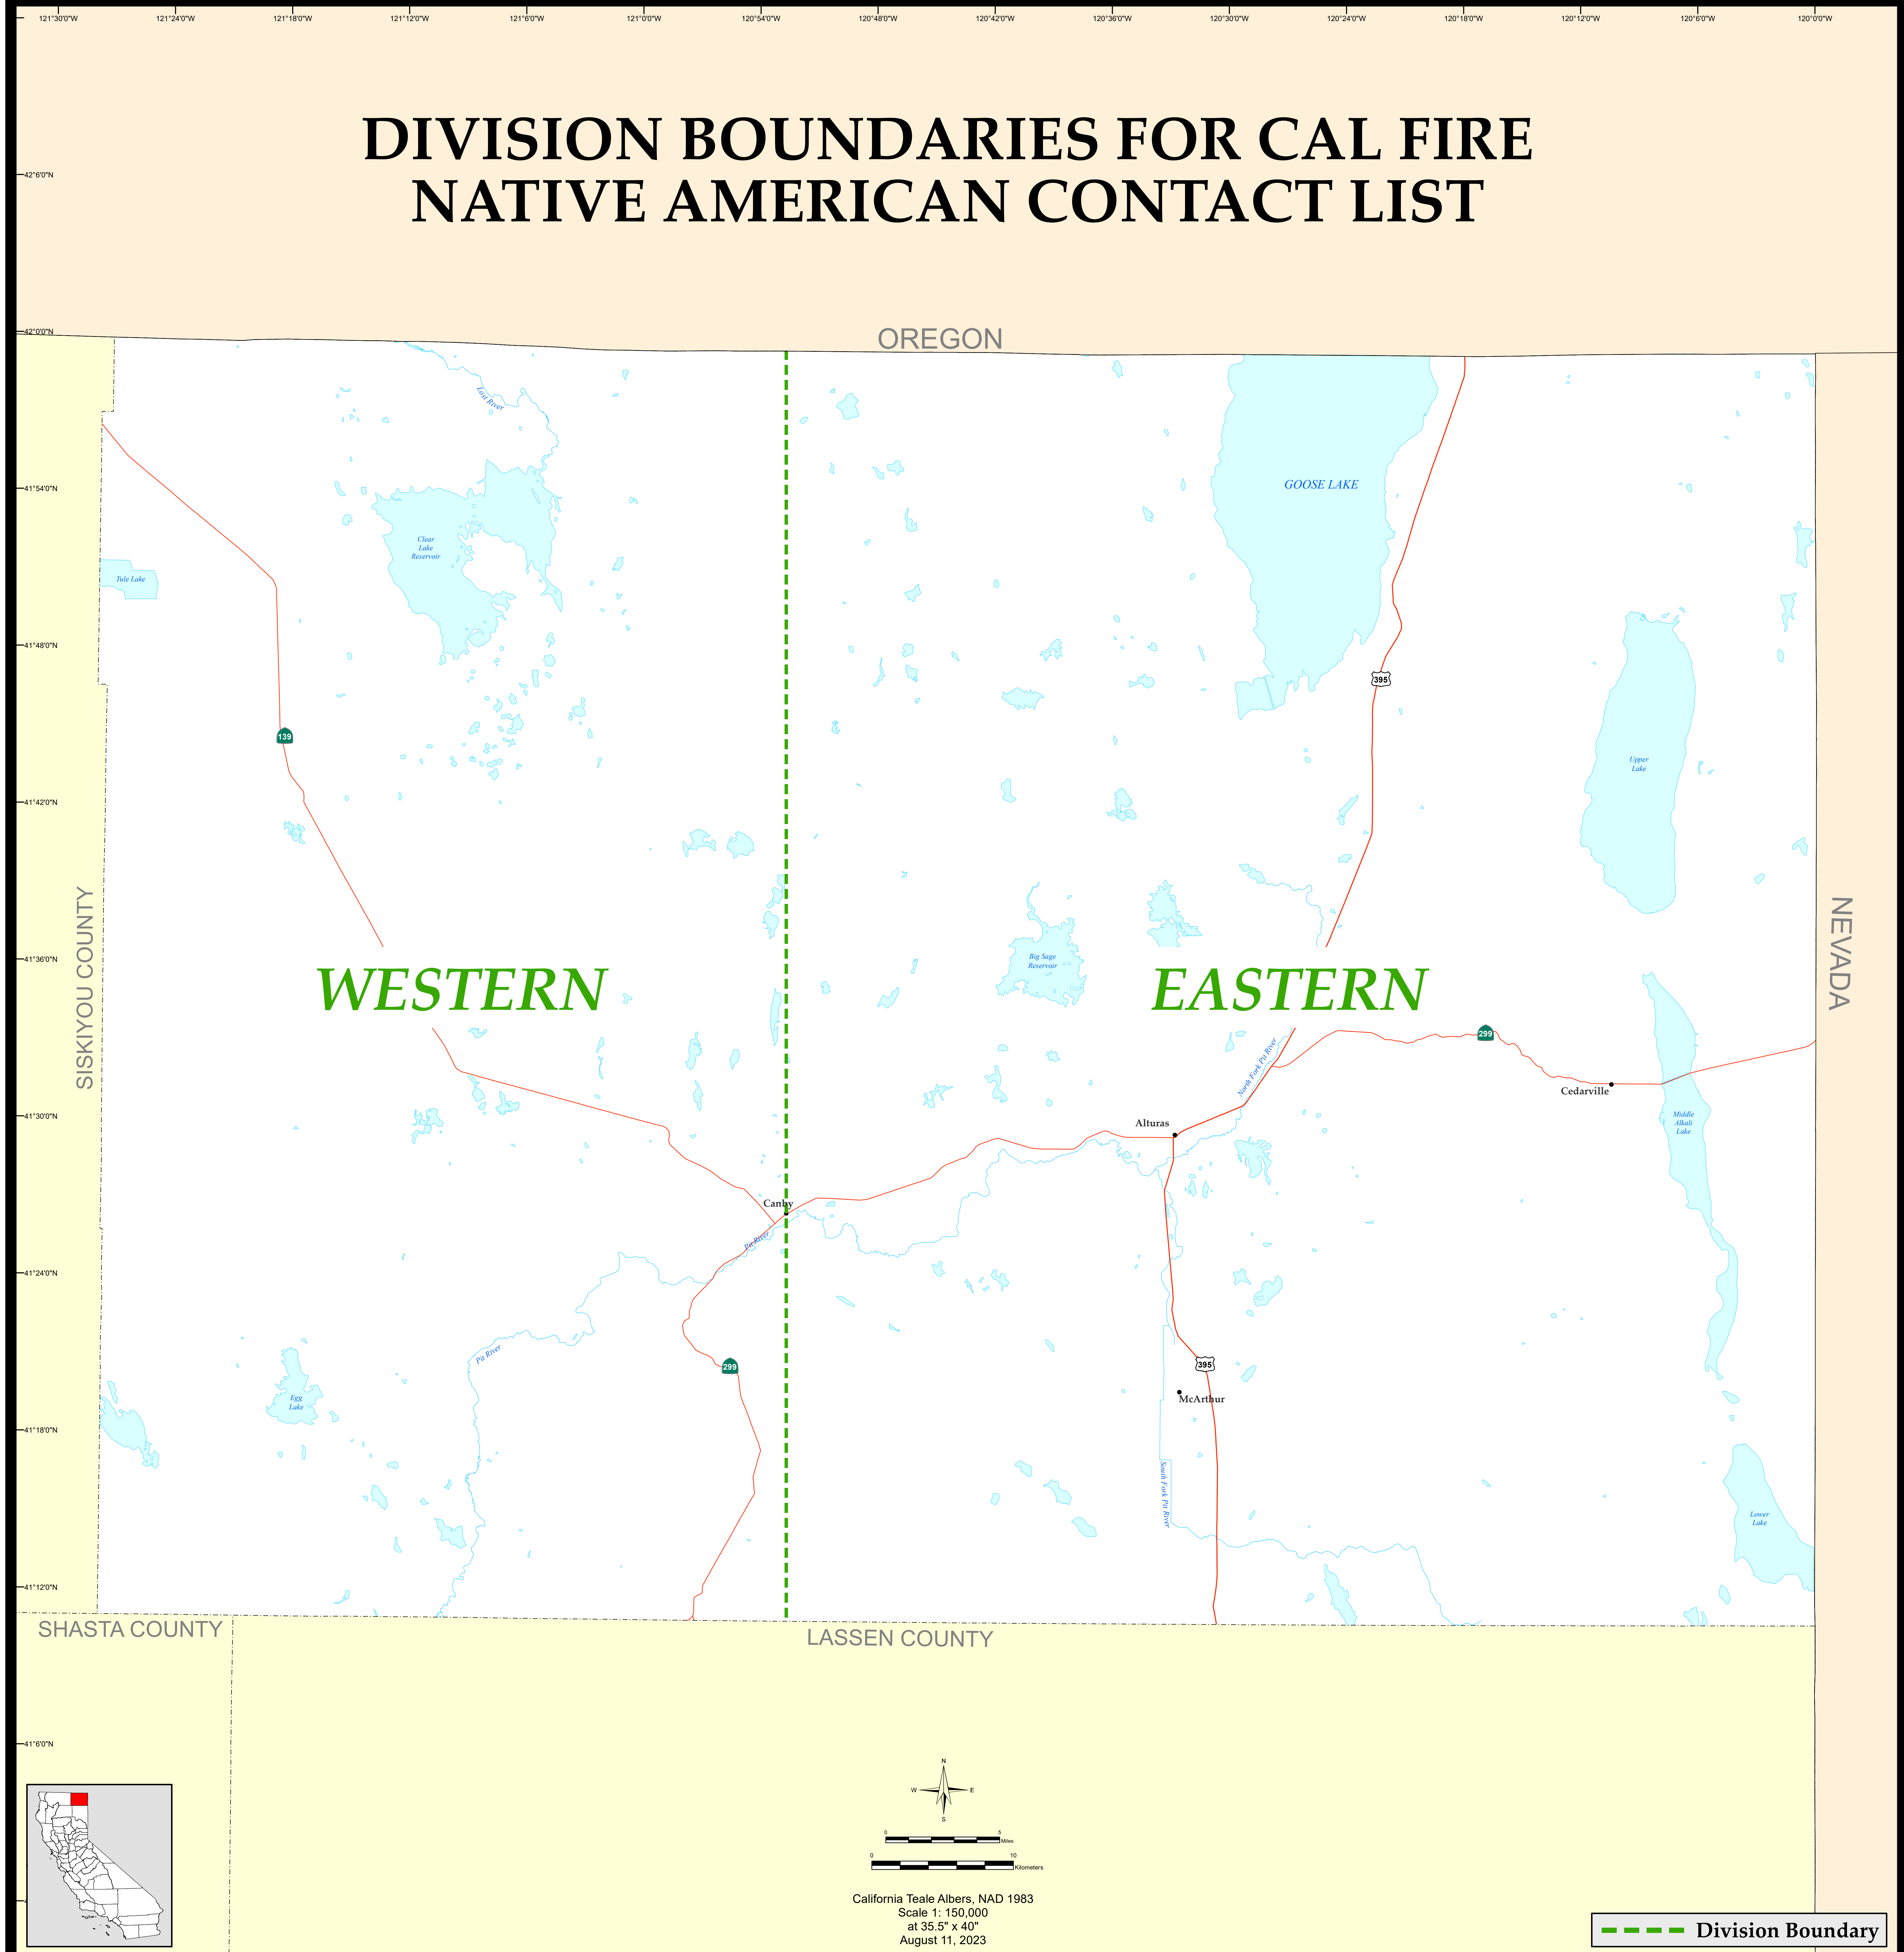 121°30'0"W 121°24'0"W 121°18'0"W 121°12'0"W 121°6'0"W 121°0'0"W 120°54'0"W 120°48'0"W 120°42'0"W 120°36'0"W 120°30'0"W 120°24'0"W 120°18'0"W 120°12'0"W 120°6'0"W 120°0'0"W
DIVISION BOUNDARIES FOR CAL FIRE
NATIVE AMERICAN CONTACT LIST
42°6'0"N
42°0'0"N
OREGON
Lost River
GOOSE LAKE
41°54'0"N
Clear
Lake
Reservoir
Tule Lake
41°48'0"N
395
139
Upper
Lake
41°42'0"N
SISKIYOU COUNTY
NEVADA
41°36'0"N
Big Sage
Reservoir
WESTERN
EASTERN
299
North Fork Pit River
Cedarville
41°30'0"N
Alturas
Middle
Alkali
Lake
Canby
Pit River
41°24'0"N
Pit River
299
395
Egg
Lake
McArthur
41°18'0"N
South Fork Pit River
Lower
Lake
41°12'0"N
SHASTA COUNTY
LASSEN COUNTY
41°6'0"N
N
W E
S
0 5
Miles
0 10
Kilometers
California Teale Albers, NAD 1983
Scale 1: 150,000
at 35.5" x 40"
August 11, 2023
Division Boundary